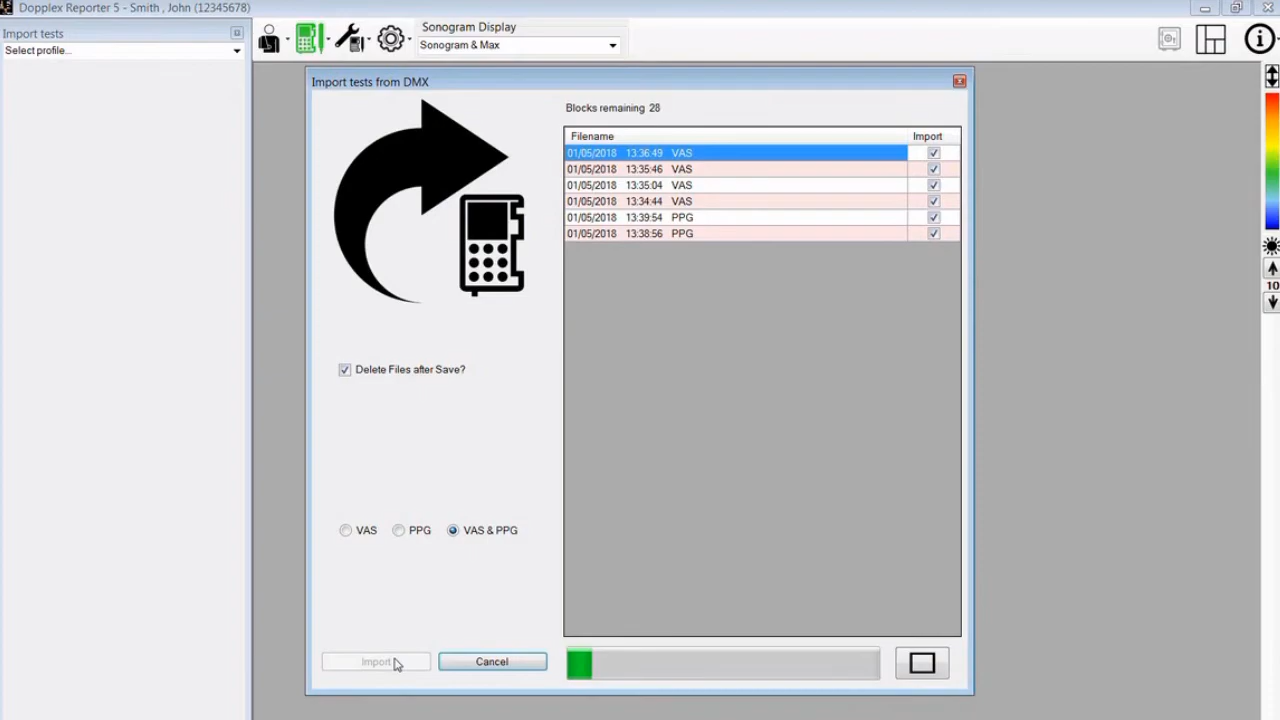 Dopplex Reporter 5 - Smith , John (12345678)
Import tests
Select profile...
Sonogram Display
Sonogram & Max
Import tests from DMX
Blocks remaining 28
Filename Import
01/05/2018 13:36:49 VAS
01/05/2018 13:35:46 VAS
01/05/2018 13:35:04 VAS
01/05/2018 13:34:44 VAS
01/05/2018 13:39:54 PPG
01/05/2018 13:38:56 PPG
Delete Files after Save?
VAS PPG VAS & PPG
Import Cancel
10